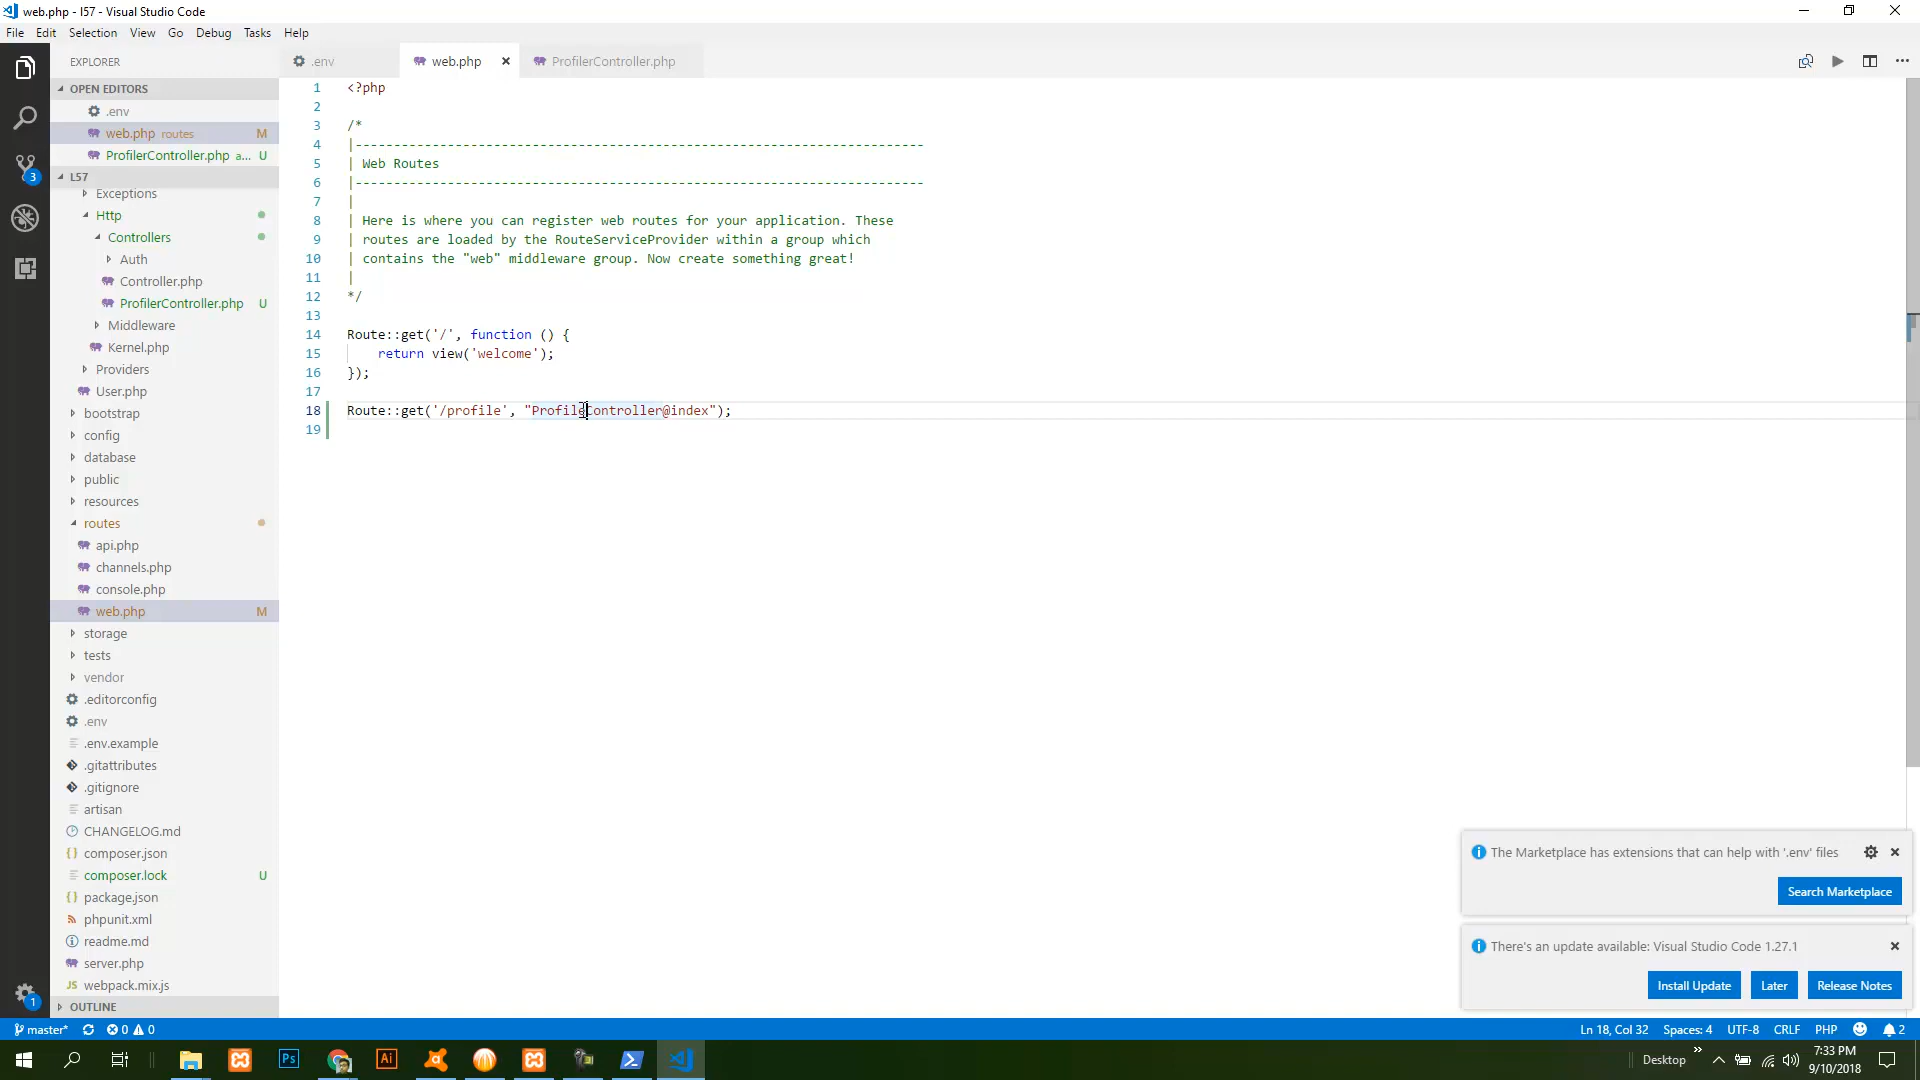 web.php - l57 - Visual Studio Code
File Edit Selection View Go Debug Tasks Help
EXPLORER
OPEN EDITORS
.env
web.php routes M
ProfilerController.php a... U
L57
Exceptions
Http
Controllers
Auth
Controller.php
ProfilerController.php U
Middleware
Kernel.php
Providers
User.php
bootstrap
config
database
public
resources
routes
api.php
channels.php
console.php
web.php M
storage
tests
vendor
.editorconfig
.env
.env.example
.gitattributes
.gitignore
artisan
CHANGELOG.md
{} composer.json
composer.lock U
{} package.json
phpunit.xml
readme.md
server.php
JS webpack.mix.js
OUTLINE
.env web.php ProfilerController.php
1 <?php
2
3 /*
4 |--------------------------------------------------------------------------
5 | Web Routes
6 |--------------------------------------------------------------------------
7 |
8 | Here is where you can register web routes for your application. These
9 | routes are loaded by the RouteServiceProvider within a group which
10 | contains the "web" middleware group. Now create something great!
11 |
12 */
13
14 Route::get('/', function () {
15 return view('welcome');
16 });
17
18 Route::get('/profile', "ProfileController@index");
19
The Marketplace has extensions that can help with '.env' files
Search Marketplace
There's an update available: Visual Studio Code 1.27.1
Install Update Later Release Notes
3
1
master* 0 0 Ln 18, Col 32 Spaces: 4 UTF-8 CRLF PHP 2
Ps Ai Desktop 7:33 PM
9/10/2018